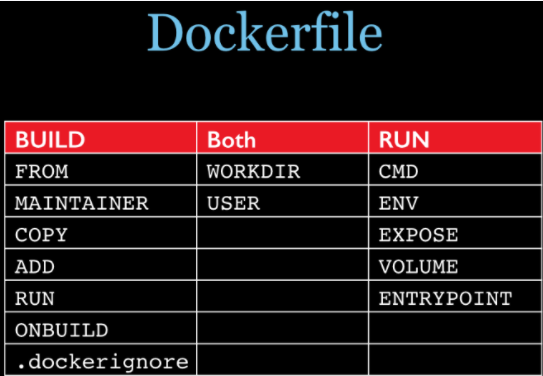 Dockerfile
BUILD Both RUN
FROM WORKDIR CMD
MAINTAINER USER ENV
COPY EXPOSE
ADD VOLUME
RUN ENTRYPOINT
ONBUILD
.dockerignore